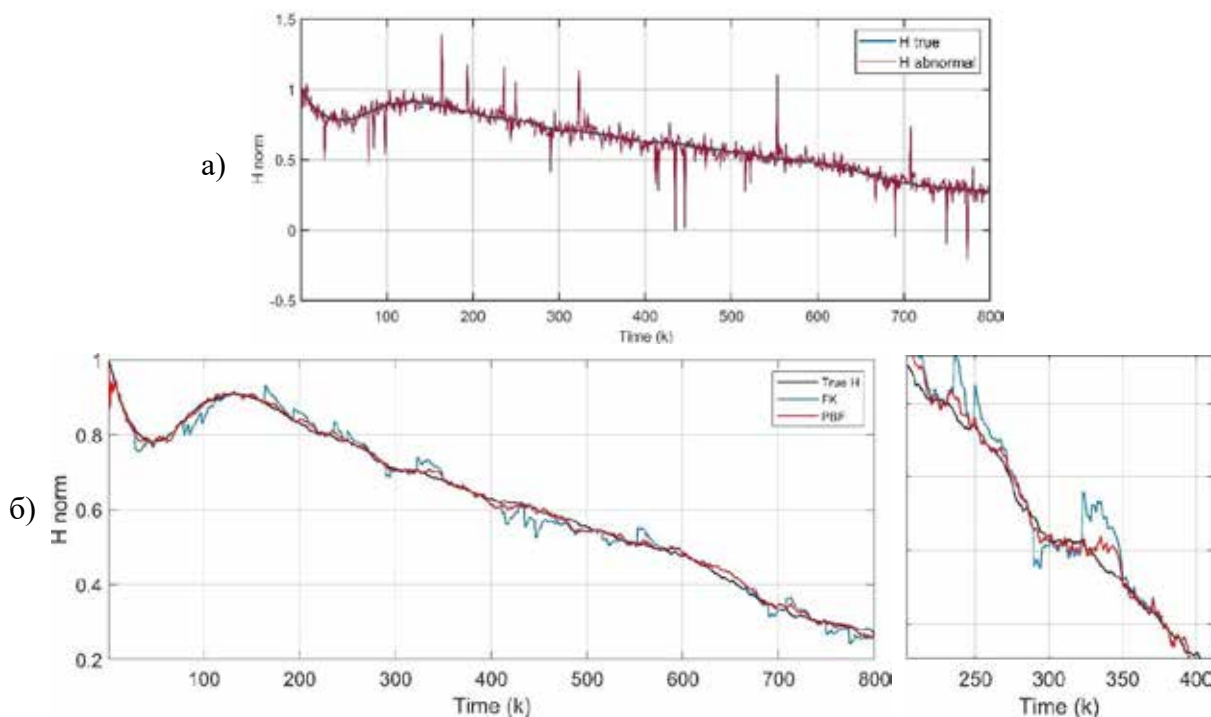 а)
1.5
1
0.5
0
-0.5
H norm
H true
H abnormal
100 200 300 400 500 600 700 800
Time (k)
б)
1
0.8
0.6
0.4
0.2
H norm
True H
FK
PBF
100 200 300 400 500 600 700 800
Time (k)
250 300 350 400
Time (k)